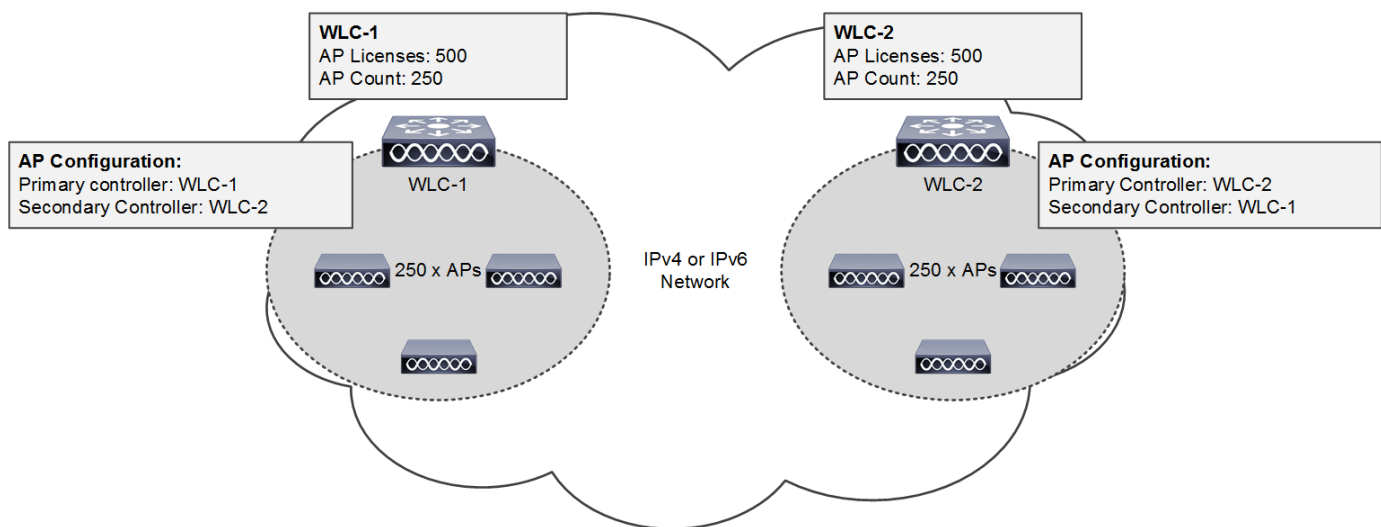 WLC-1
AP Licenses: 500
AP Count: 250
WLC-2
AP Licenses: 500
AP Count: 250
AP Configuration:
Primary controller: WLC-1
Secondary Controller: WLC-2
WLC-1
WLC-2
AP Configuration:
Primary Controller: WLC-2
Secondary Controller: WLC-1
250 x APs
IPv4 or IPv6
Network
250 x APs